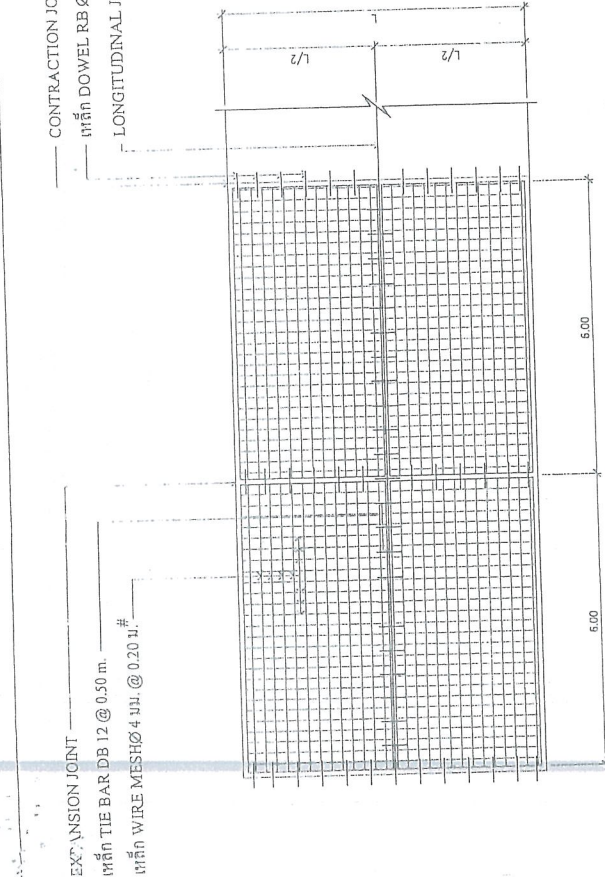 EXPANSION JOINT
เหล็ก TIE BAR DB 12 @ 0.50 m.
เหล็ก WIRE MESH Ø 4 มม. @ 0.20 ม.#
CONTRACTION JO
เหล็ก DOWEL RB Ø
LONGITUDINAL J
L/2
L/2
L
6.00
6.00